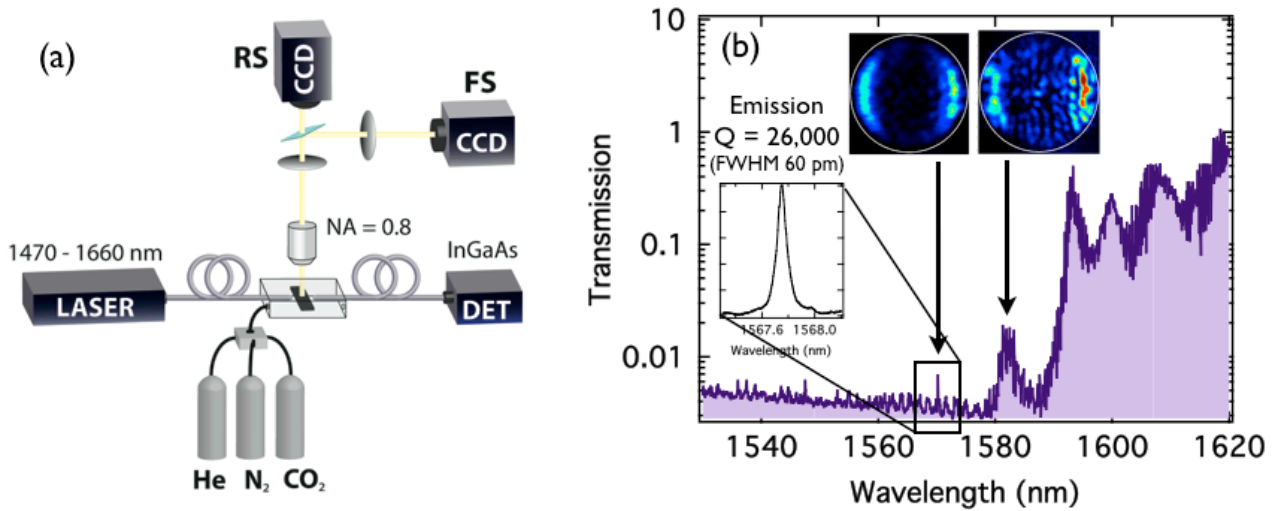 (a)
RS
CCD
FS
CCD
NA = 0.8
1470 - 1660 nm
InGaAs
LASER
DET
He N₂ CO₂
(b)
Emission
Q = 26,000
(FWHM 60 pm)
1567.6 1568.0
Wavelength (nm)
Transmission
10
1
0.1
0.01
1540 1560 1580 1600 1620
Wavelength (nm)